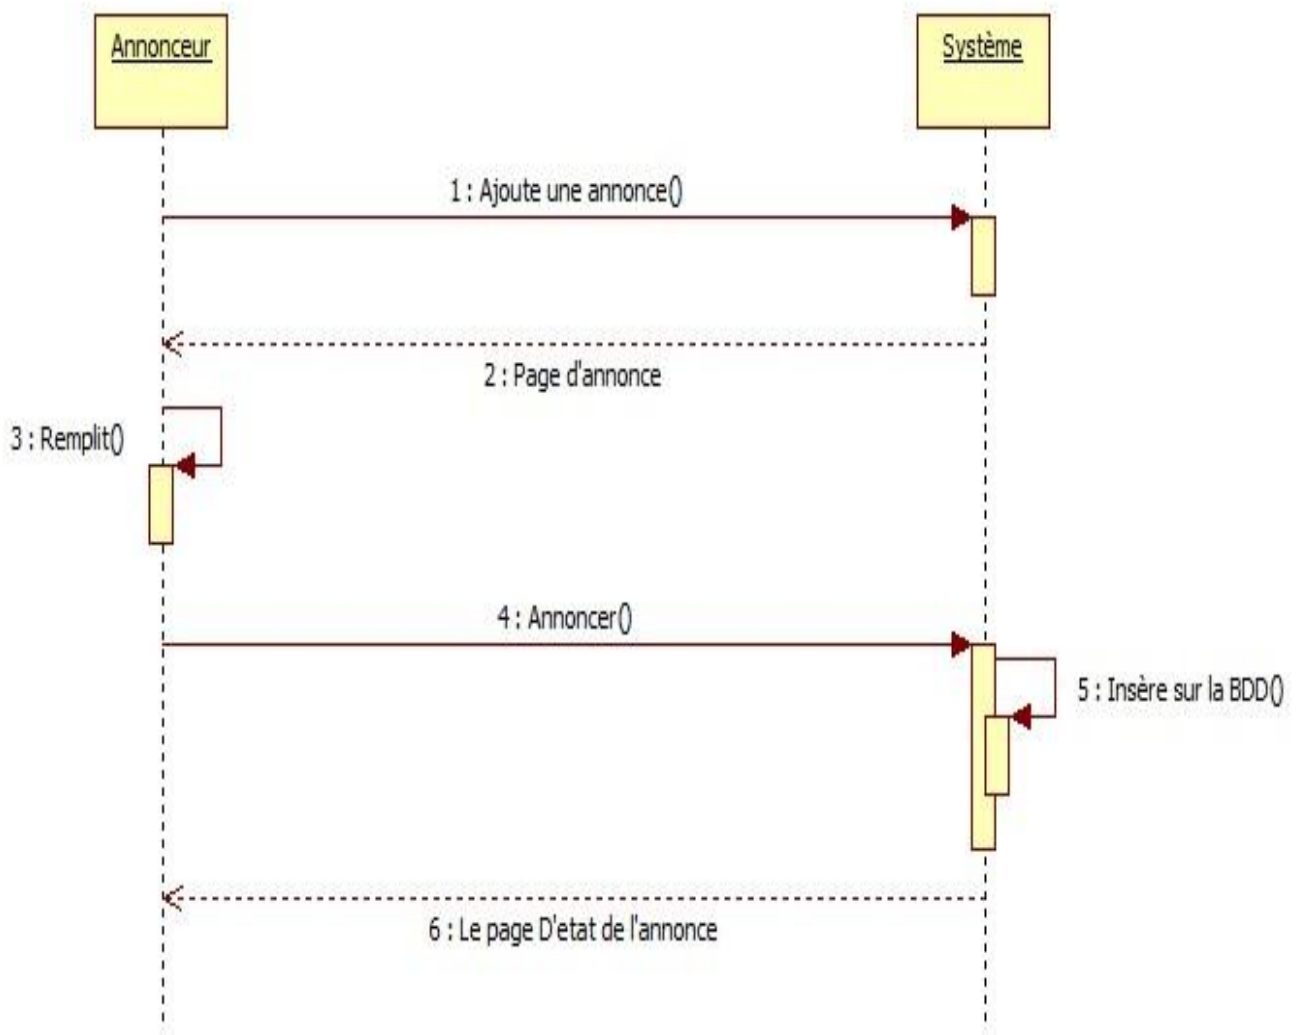 Annonceur
Système
1 : Ajoute une annonce()
2 : Page d'annonce
3 : Remplit()
4 : Annoncer()
5 : Insère sur la BDD()
6 : Le page D'etat de l'annonce